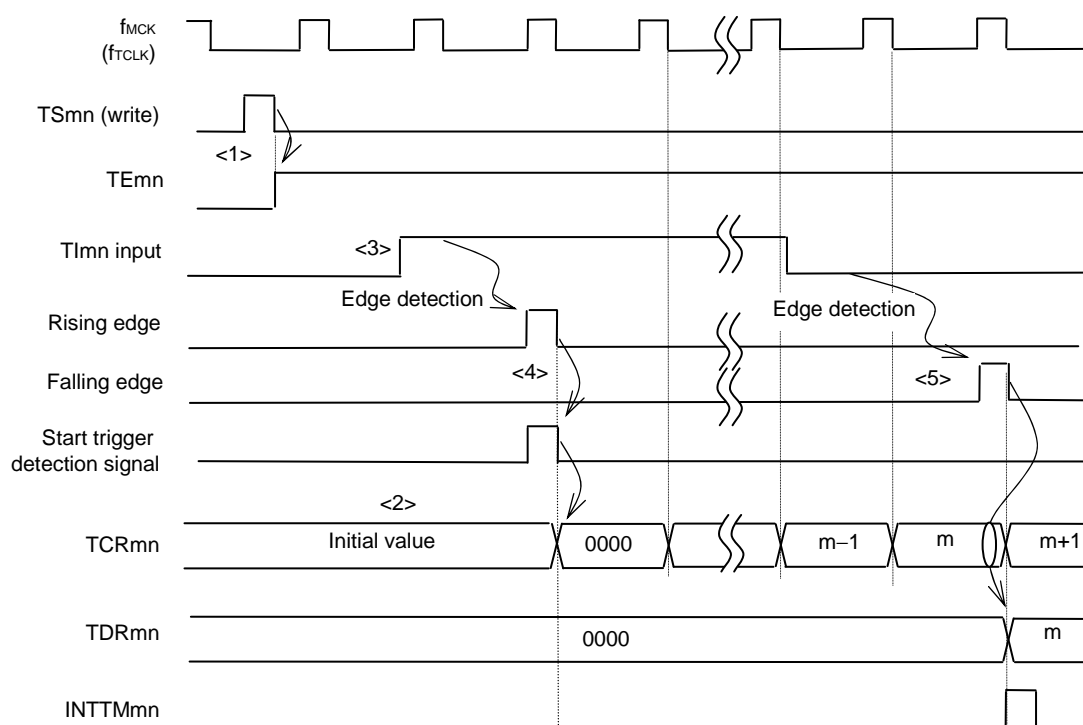 fMCK
(fTCLK)
TSmn (write)
<1>
TEmn
TImn input
<3>
Edge detection
Edge detection
Rising edge
<4>
<5>
Falling edge
Start trigger
detection signal
<2>
TCRmn
Initial value
0000
m−1
m
m+1
TDRmn
0000
m
INTTMmn